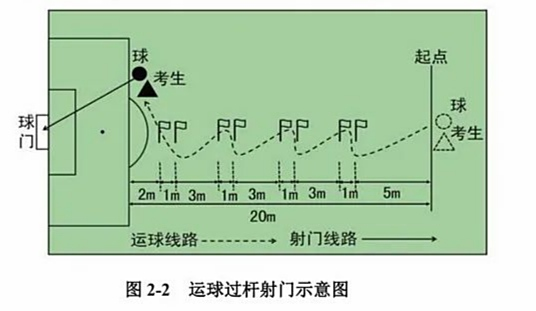 球
考生
起点
球
考生
球
门
2m 1m 3m 1m 3m 1m 3m 1m 5m
20m
运球线路 射门线路
图 2-2 运球过杆射门示意图